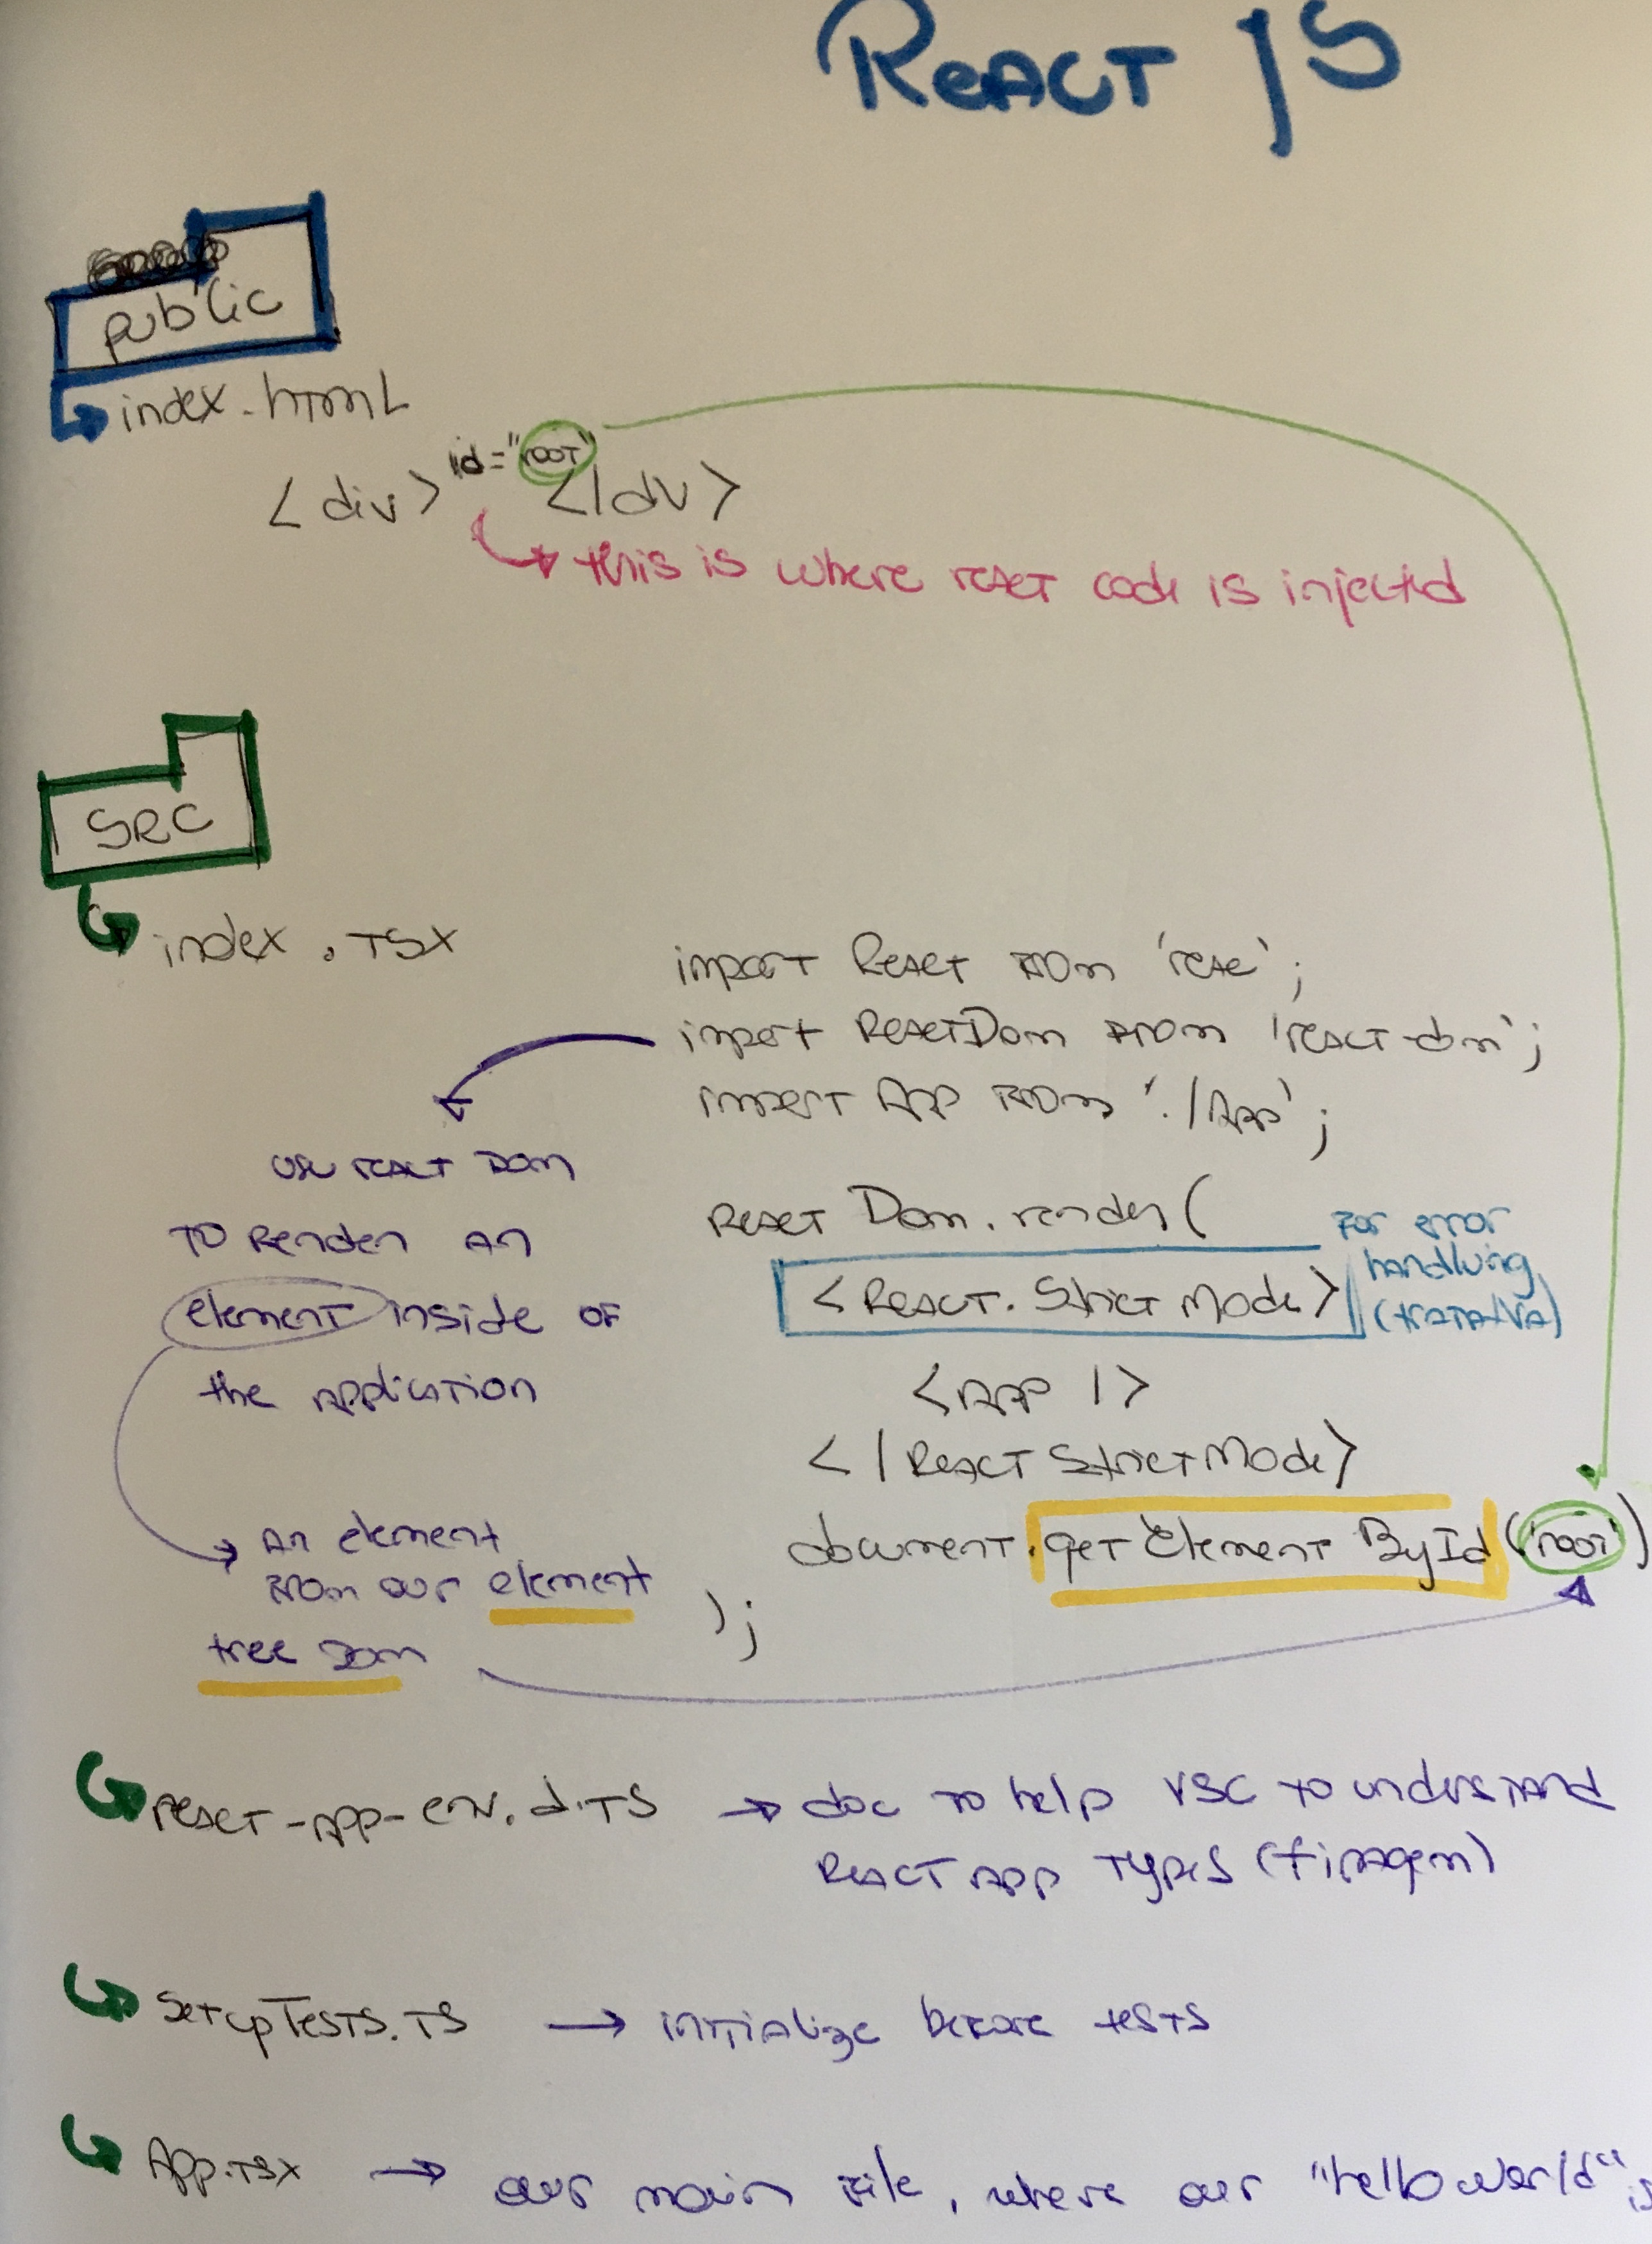 REACT JS
public
index.html
<div> id="root" </div>
this is where react code is injected
SRC
index.TSX
import React from 'reac';
import ReactDom from 'react-dm';
import App from './App';
use react DOM
TO Render AN
element inside OF
the application
React Dom.render(
<React.StrictMode>
For error
handling
(tratativa)
<App />
</React StrictMode>
document.getElementById('root')
);
An element
from our element
tree Dom
react-app-env.d.TS → doc to help VSC to understand
React app types (tipagem)
SetupTests.TS → initialize before tests
App.tsx → our main file, where our "hello world" is